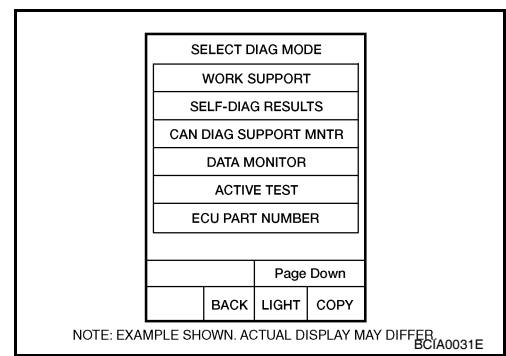 SELECT DIAG MODE
WORK SUPPORT
SELF-DIAG RESULTS
CAN DIAG SUPPORT MNTR
DATA MONITOR
ACTIVE TEST
ECU PART NUMBER
Page Down
BACK LIGHT COPY
NOTE: EXAMPLE SHOWN. ACTUAL DISPLAY MAY DIFFER.
BCIA0031E